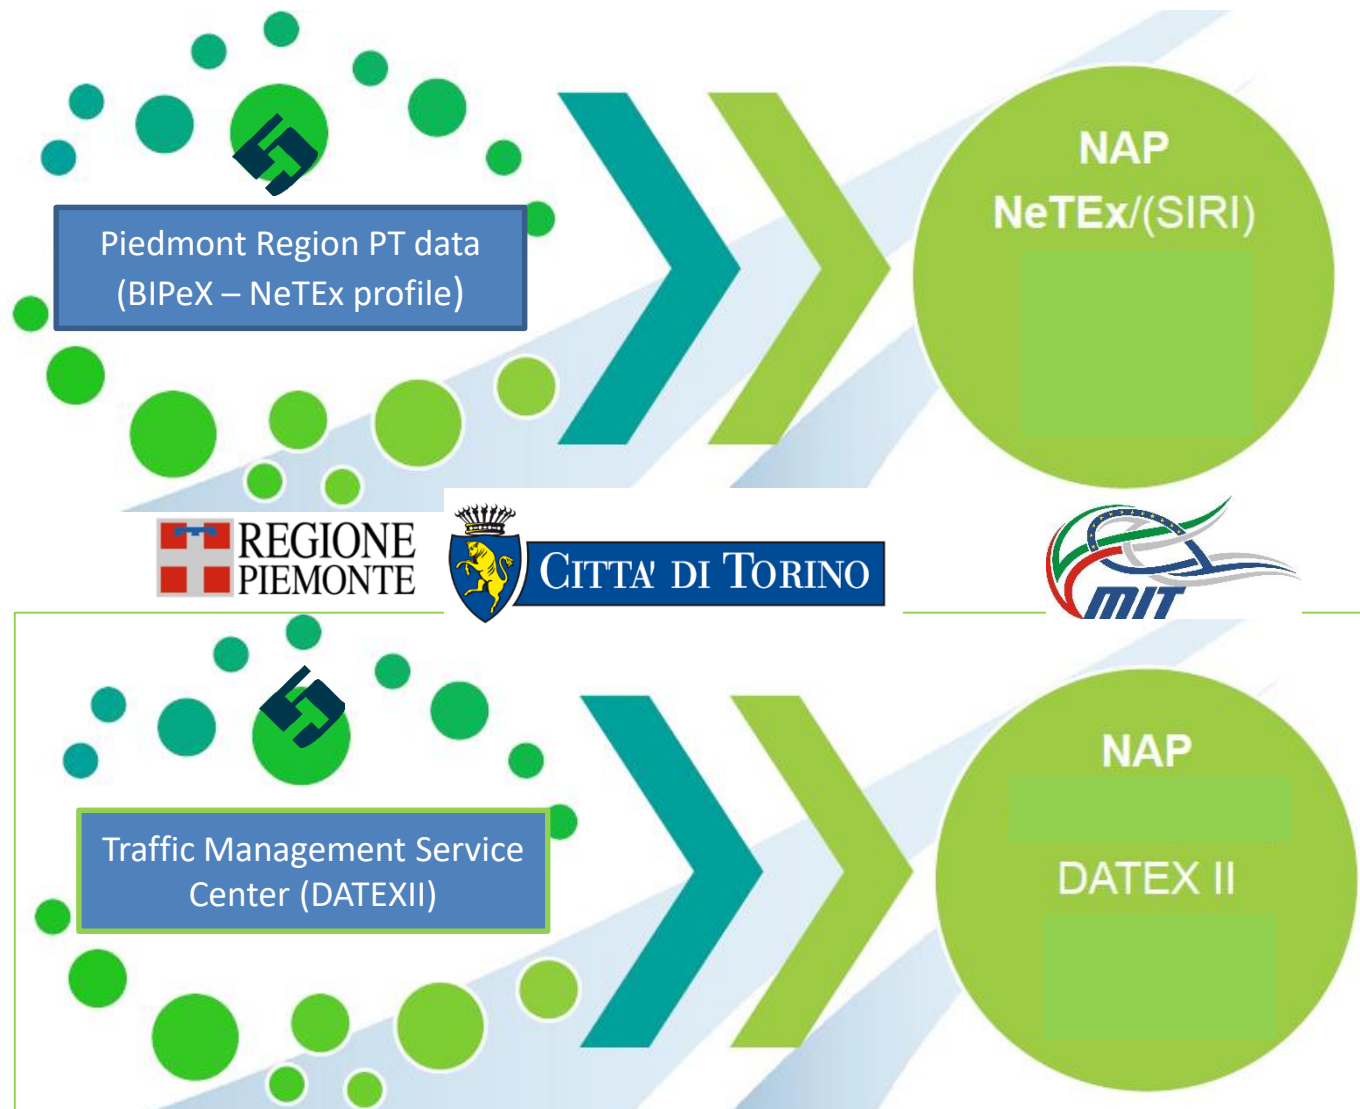 NAP
NeTEx/(SIRI)
Piedmont Region PT data
(BIPeX – NeTEx profile)
REGIONE
PIEMONTE
CITTA' DI TORINO
MIT
NAP
DATEX II
Traffic Management Service
Center (DATEXII)